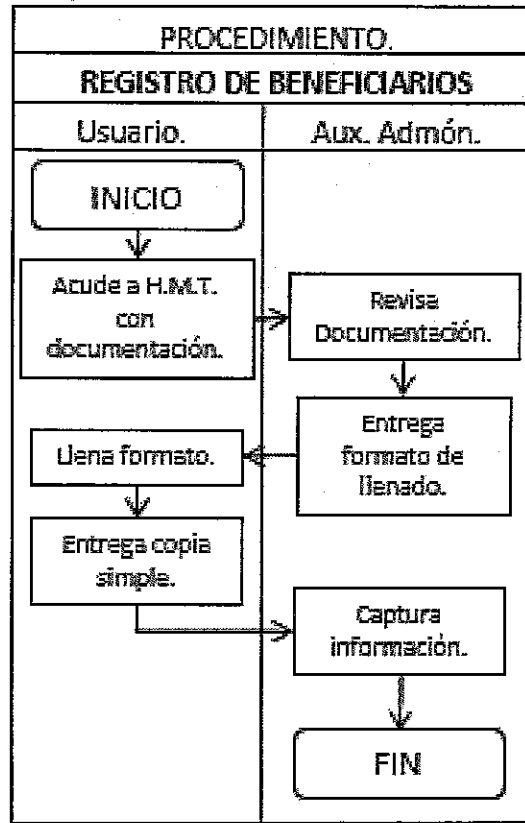 PROCEDIMIENTO.
REGISTRO DE BENEFICIARIOS
Usuario.
Aux. Admón.
INICIO
Acude a H.M.T.
con
documentación.
Revisa
Documentación.
Entrega
formato de
llenado.
Llena formato.
Entrega copia
simple.
Captura
información.
FIN